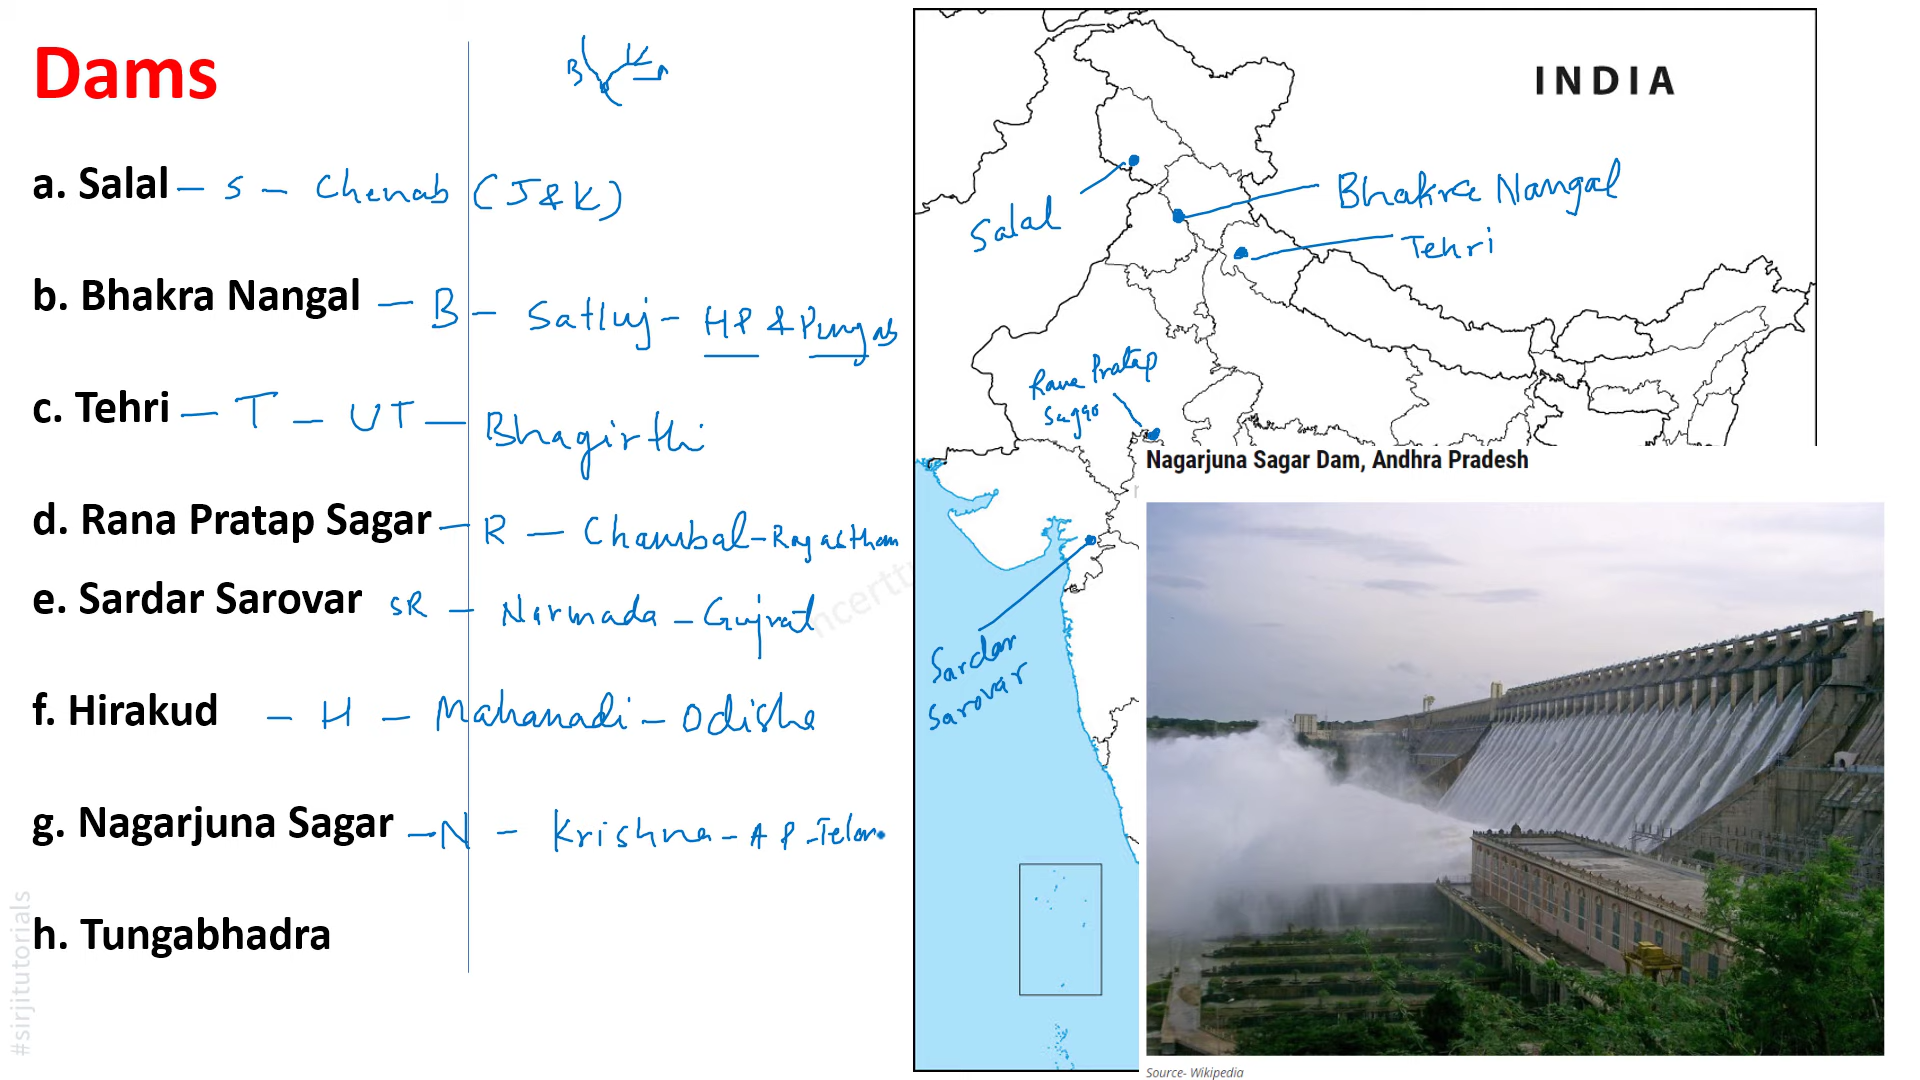 Dams
B K A
a. Salal – S – Chenab (J&K)
b. Bhakra Nangal – B – Satluj – HP & Punjab
c. Tehri – T – UT – Bhagirthi
d. Rana Pratap Sagar – R – Chambal – Rajasthan
e. Sardar Sarovar SR – Narmada – Gujrat
f. Hirakud – H – Mahanadi – Odisha
g. Nagarjuna Sagar – N – Krishna – AP – Telan
h. Tungabhadra
#sirjitutorials
INDIA
Salal
Bhakra Nangal
Tehri
Rana Pratap
Sagar
Sardar
Sarovar
Nagarjuna Sagar Dam, Andhra Pradesh
Source- Wikipedia